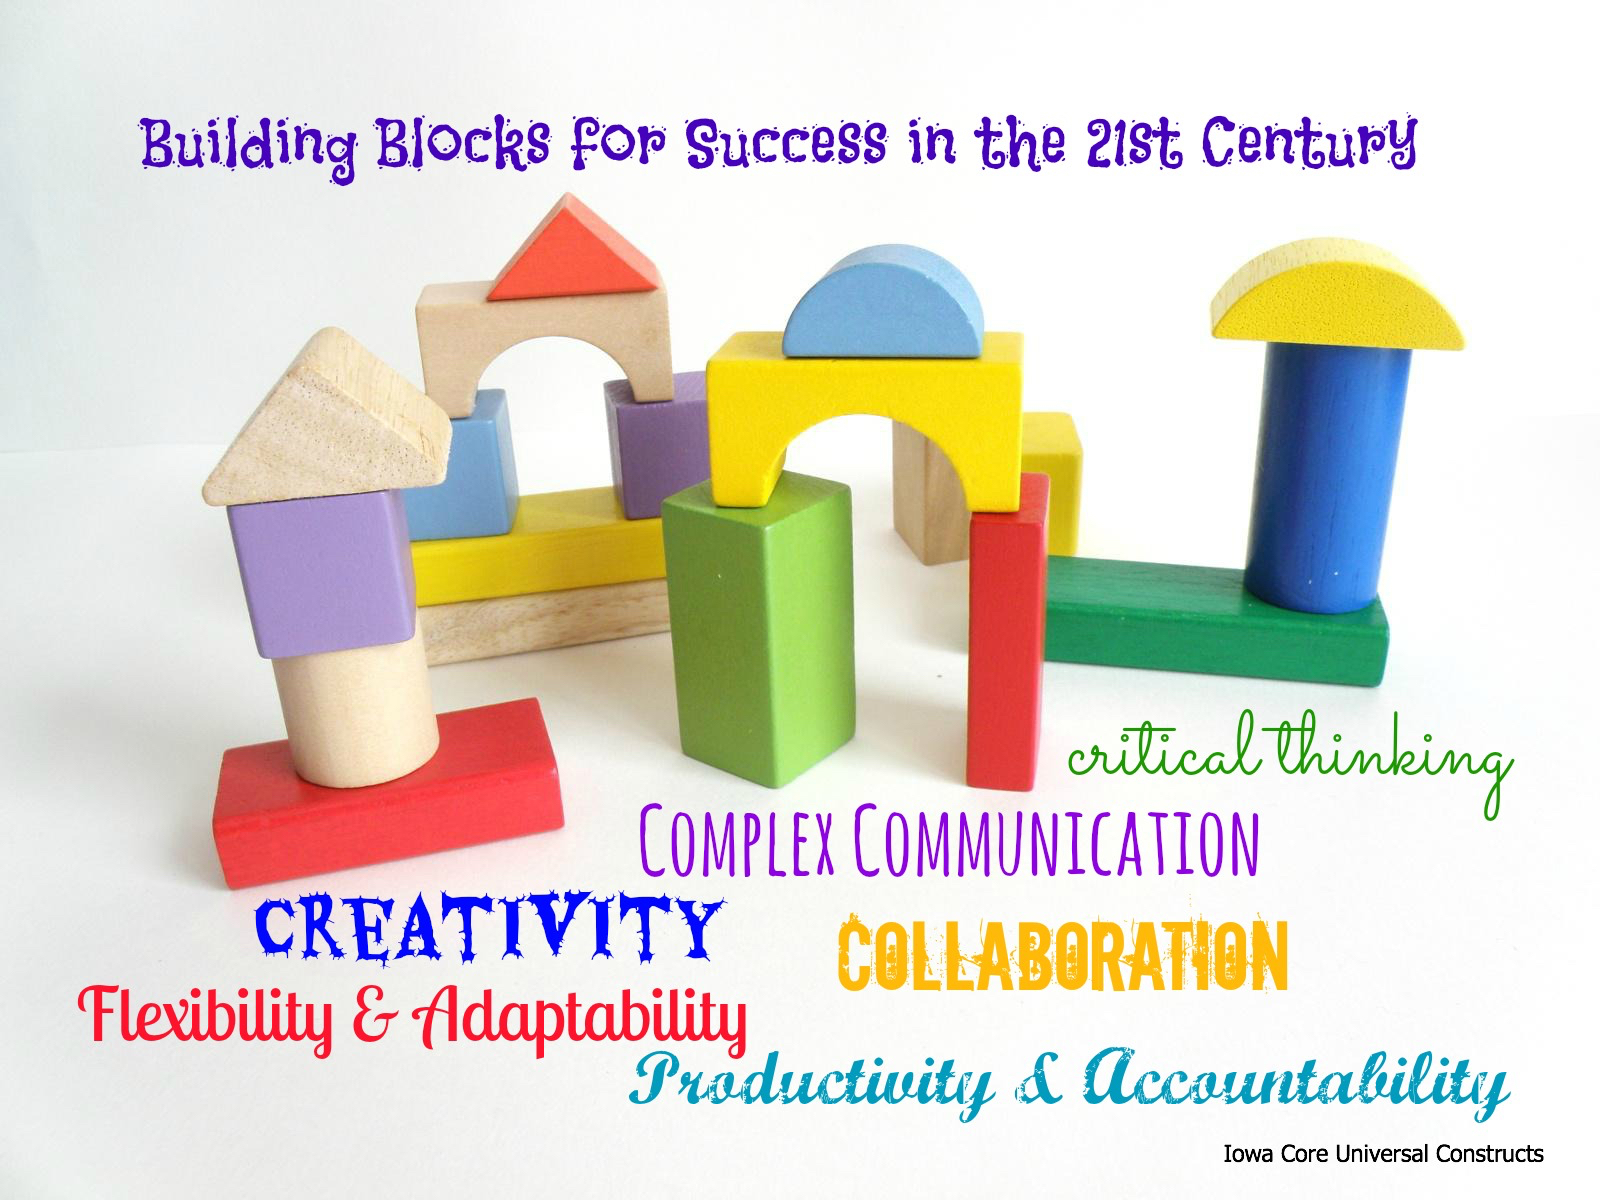 Building Blocks for Success in the 21st Century
critical thinking
Complex Communication
CREATIVITY
COLLABORATION
Flexibility & Adaptability
Productivity & Accountability
Iowa Core Universal Constructs